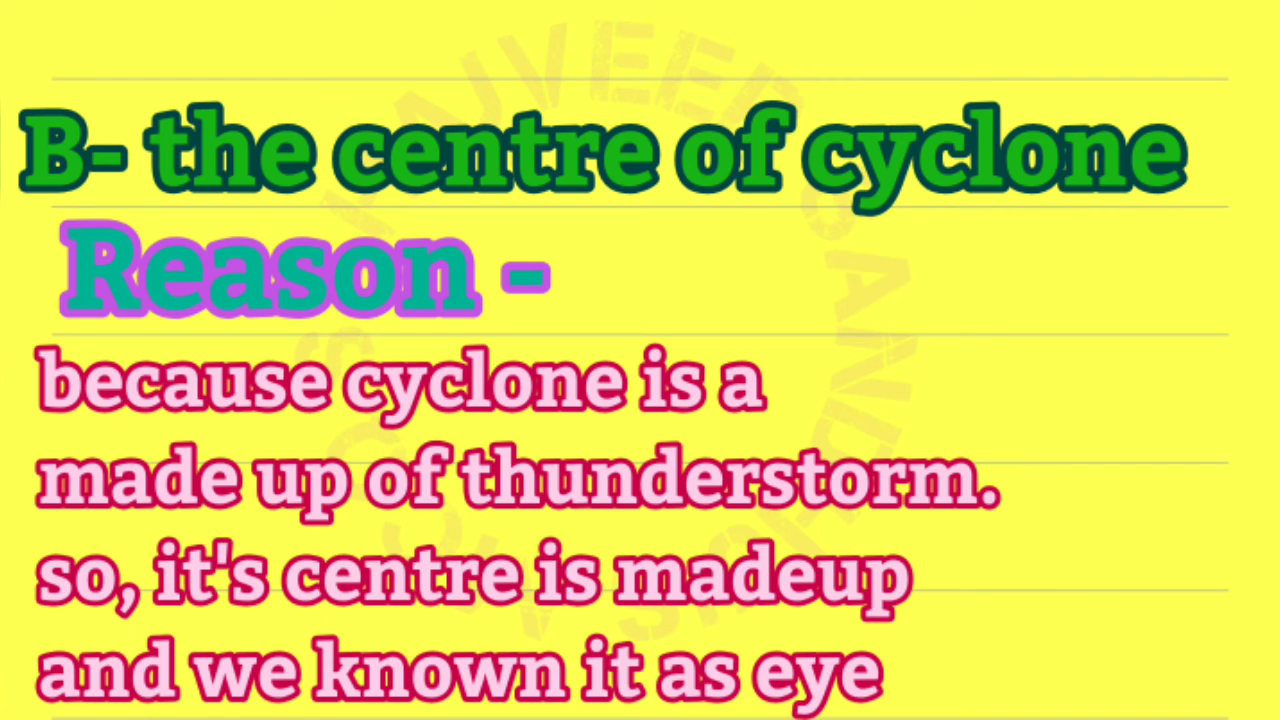 B- the centre of cyclone
Reason -
because cyclone is a
made up of thunderstorm.
so, it's centre is madeup
and we known it as eye